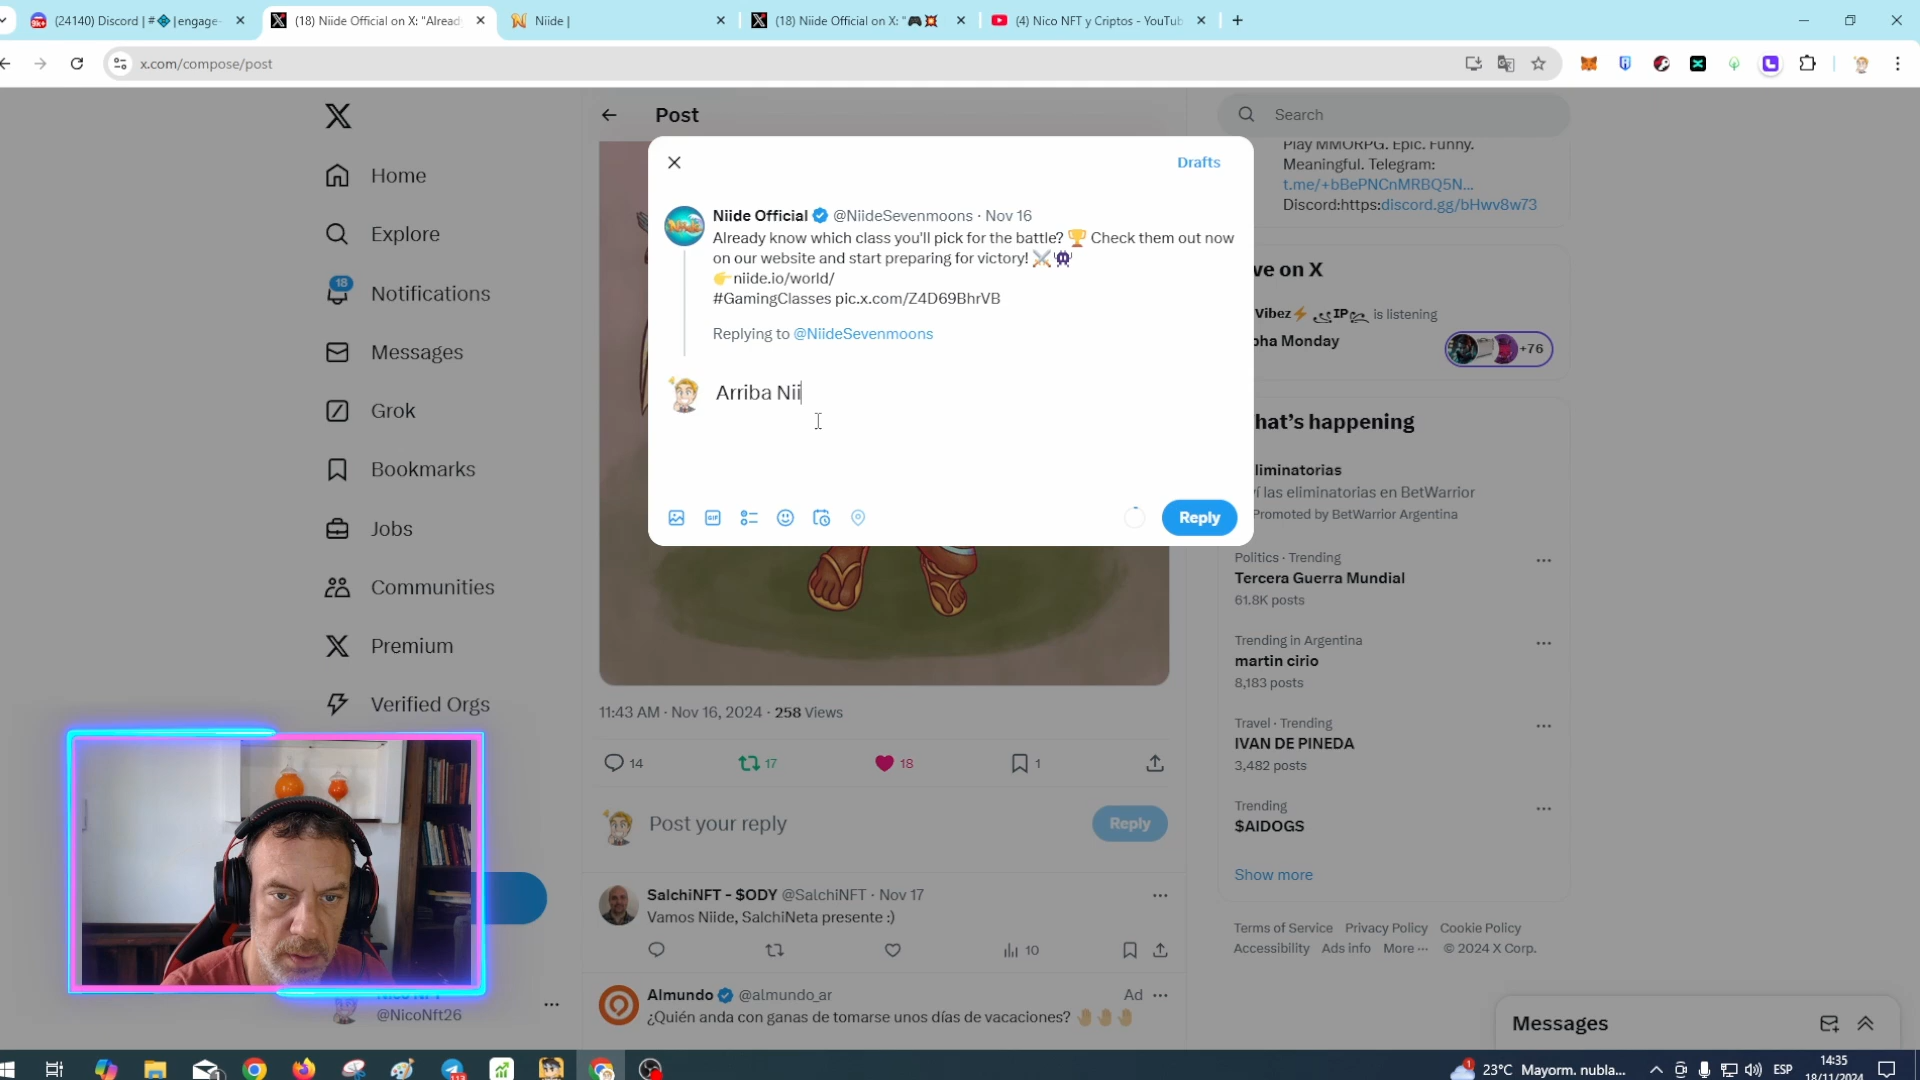 (24140) Discord | # | engage-
(18) Niide Official on X: "Alread
Niide |
(18) Niide Official on X: "🎮💥
(4) Nico NFT y Criptos - YouTub
x.com/compose/post
Home
Explore
18
Notifications
Messages
Grok
Bookmarks
Jobs
Communities
Premium
Verified Orgs
@NicoNft26
Post
Drafts
Niide Official @NiideSevenmoons · Nov 16
Already know which class you'll pick for the battle? 🏆 Check them out now
on our website and start preparing for victory! ⚔️👾
👉niide.io/world/
#GamingClasses pic.x.com/Z4D69BhrVB
Replying to @NiideSevenmoons
Arriba Nii
GIF
Reply
11:43 AM · Nov 16, 2024 · 258 Views
14
17
18
1
Post your reply
Reply
SalchiNFT - $ODY @SalchiNFT · Nov 17
Vamos Niide, SalchiNeta presente :)
10
Almundo @almundo_ar
Ad
¿Quién anda con ganas de tomarse unos días de vacaciones? 🤚🤚🤚
Search
Play MMORPG. Epic. Funny.
Meaningful. Telegram:
t.me/+bBePNCnMRBQ5N...
Discord:https:discord.gg/bHwv8w73
ve on X
Vibez⚡ IP is listening
pha Monday
+76
hat's happening
liminatorias
ví las eliminatorias en BetWarrior
Promoted by BetWarrior Argentina
Politics · Trending
Tercera Guerra Mundial
61.8K posts
Trending in Argentina
martin cirio
8,183 posts
Travel · Trending
IVAN DE PINEDA
3,482 posts
Trending
$AIDOGS
Show more
Terms of Service Privacy Policy Cookie Policy
Accessibility Ads info More ··· © 2024 X Corp.
Messages
23°C Mayorm. nubla...
ESP
14:35
18/11/2024